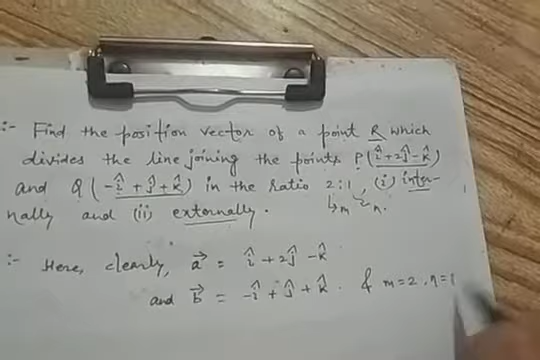 :- Find the position vector of a point R which
divides the line joining the points P(î+2ĵ-k̂)
and Q(-î+ĵ+k̂) in the ratio 2:1, (i) inter-
nally and (ii) externally. ↳m ↳n.
:- Here, clearly, a⃗ = î+2ĵ-k̂
and b⃗ = -î+ĵ+k̂. & m=2, n=1